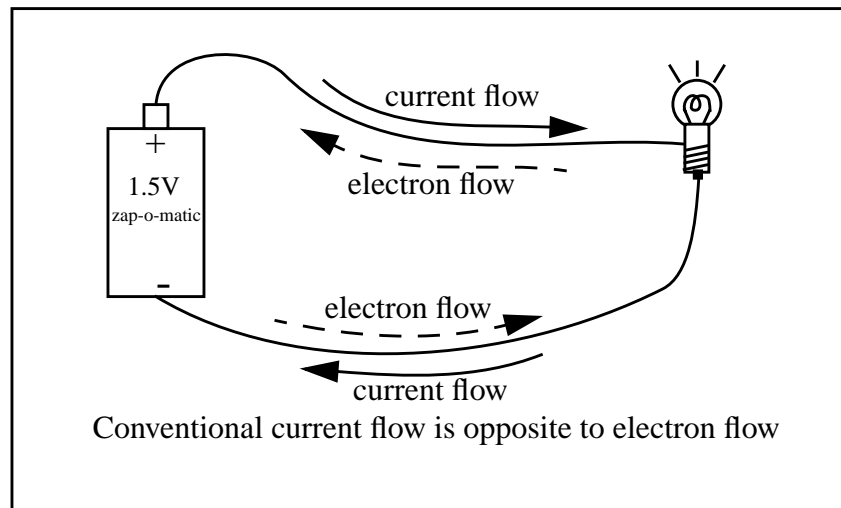 current flow
+
electron flow
1.5V
zap-o-matic
-
electron flow
current flow
Conventional current flow is opposite to electron flow